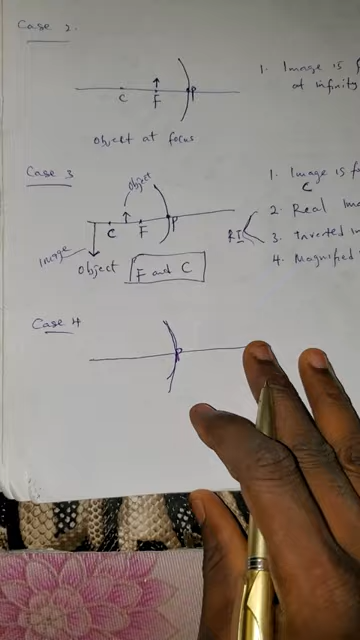 Case 2.
C F P
1. Image is
at infinity
Object at focus
Case 3
Object
C F P
Image
Object F and C
1. Image is
C
2. Real
RI
3. Inverted
4. Magnified
Case 4
P